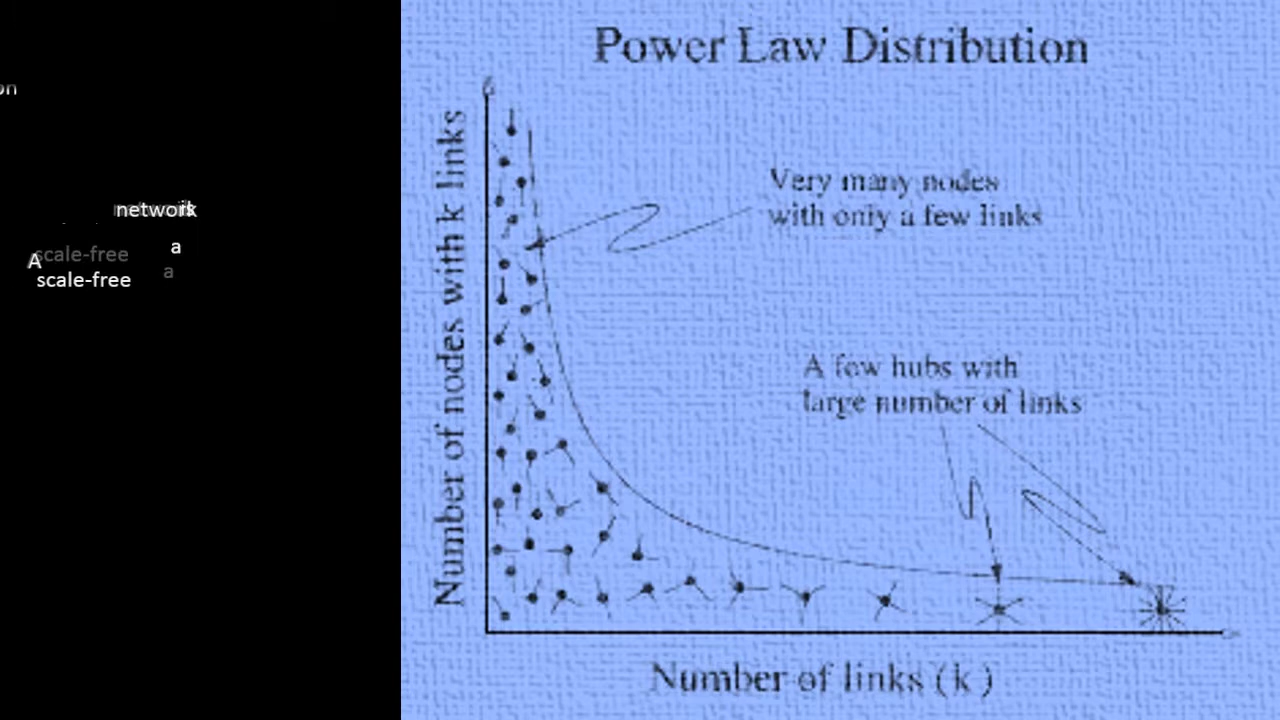 on
network
is
scale-free
a
A
scale-free
a
Power Law Distribution
Number of nodes with k links
Very many nodes
with only a few links
A few hubs with
large number of links
Number of links (k)